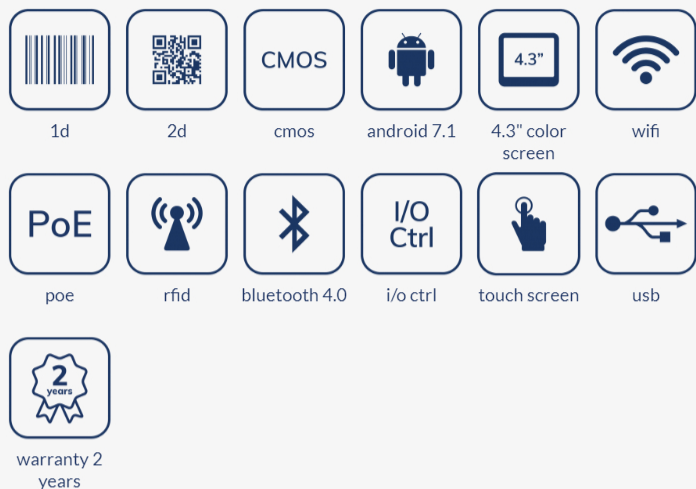 CMOS
4.3"
1d
2d
cmos
android 7.1
4.3" color
screen
wifi
PoE
I/O
Ctrl
poe
rfid
bluetooth 4.0
i/o ctrl
touch screen
usb
2
years
warranty 2
years